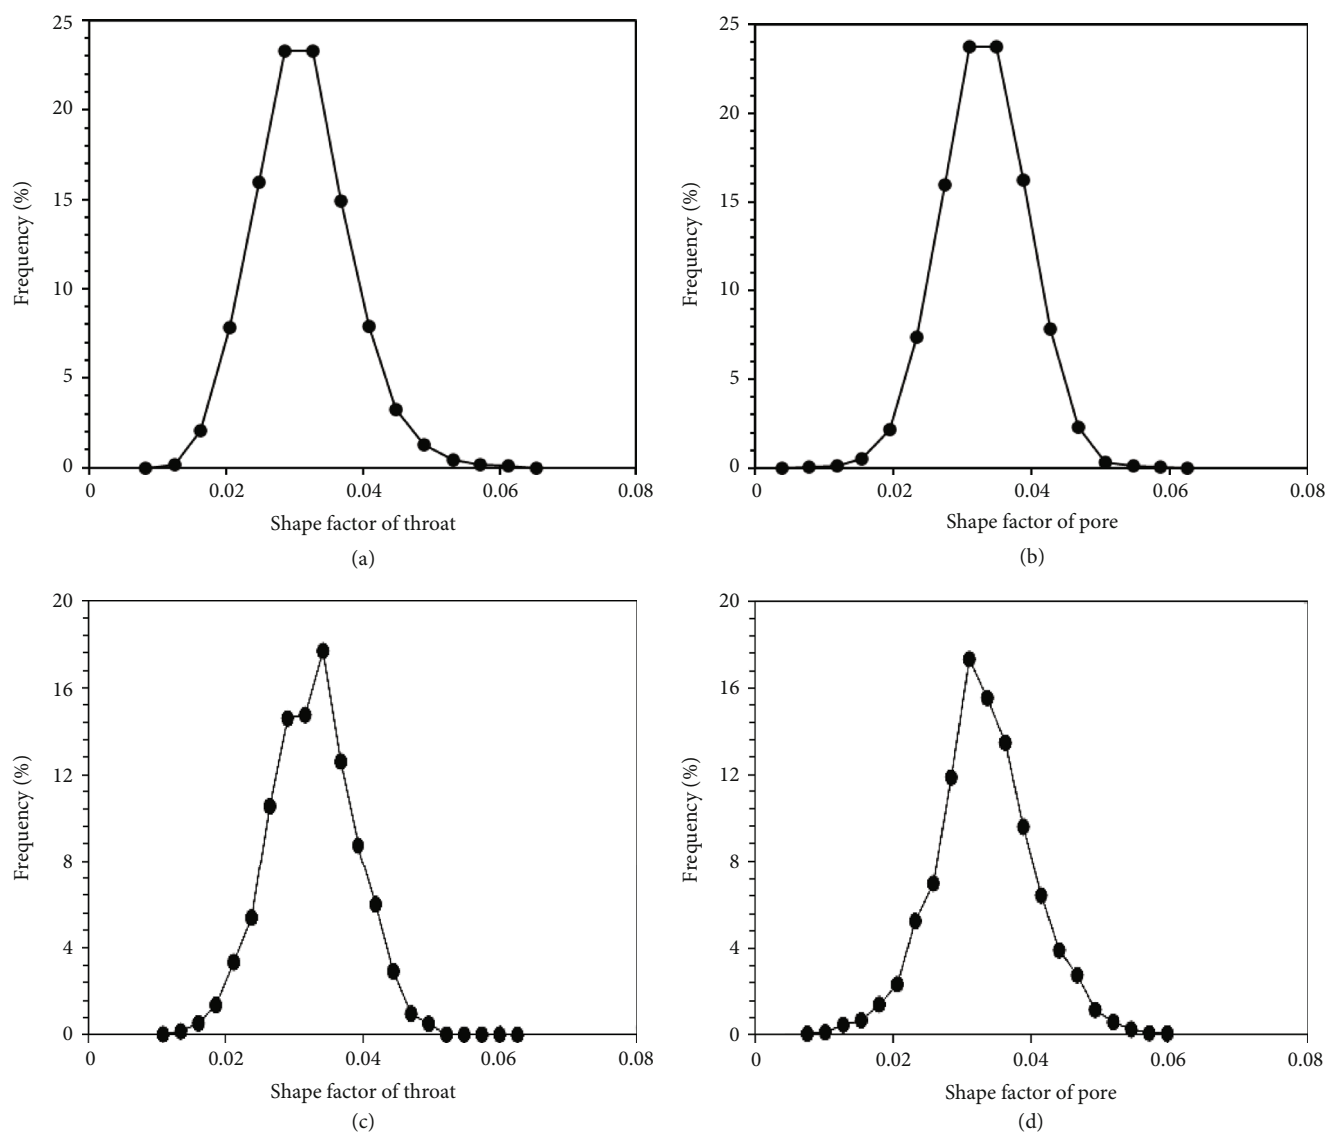 25
20
15
10
5
0
Frequency (%)
0 0.02 0.04 0.06 0.08
Shape factor of throat
(a)
25
20
15
10
5
0
Frequency (%)
0 0.02 0.04 0.06 0.08
Shape factor of pore
(b)
20
16
12
8
4
0
Frequency (%)
0 0.02 0.04 0.06 0.08
Shape factor of throat
(c)
20
16
12
8
4
0
Frequency (%)
0 0.02 0.04 0.06 0.08
Shape factor of pore
(d)